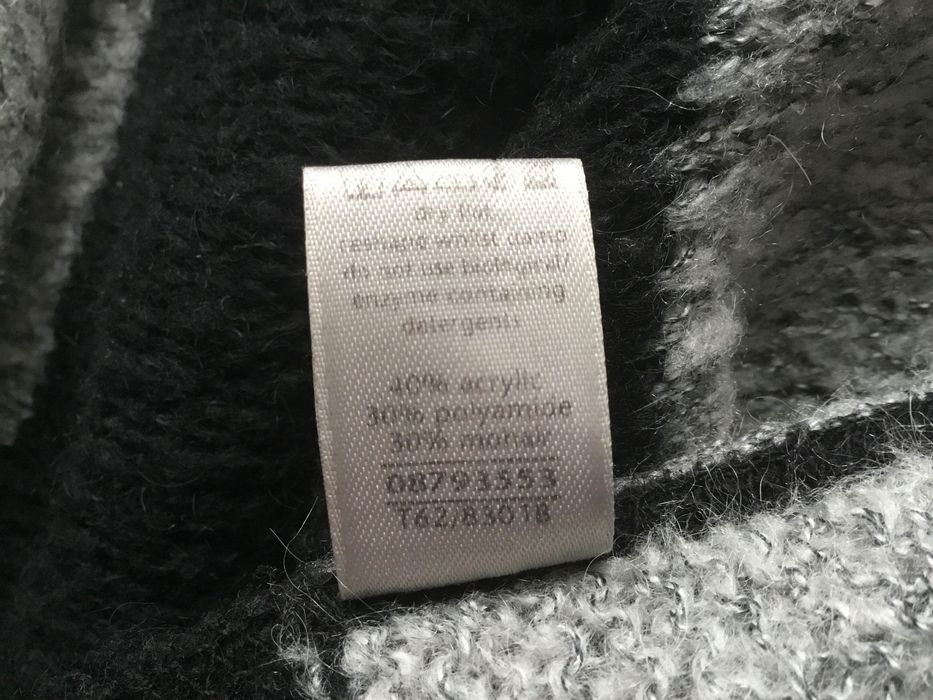 dry flat
reshape whilst damp
do not use biological/
enzyme containing
detergents
40% acrylic
30% polyamide
30% mohair
08793553
T62/8301B